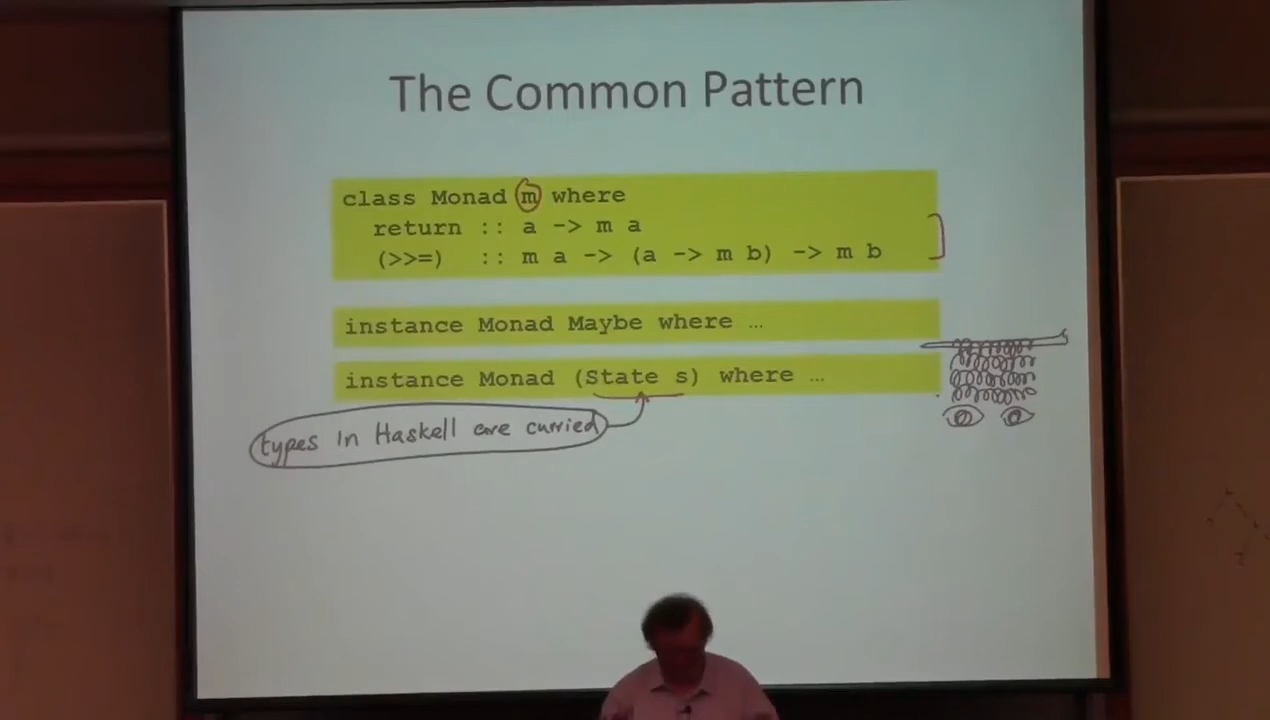 The Common Pattern
class Monad m where
return :: a -> m a
(>>=) :: m a -> (a -> m b) -> m b
instance Monad Maybe where …
instance Monad (State s) where …
types in Haskell are curried